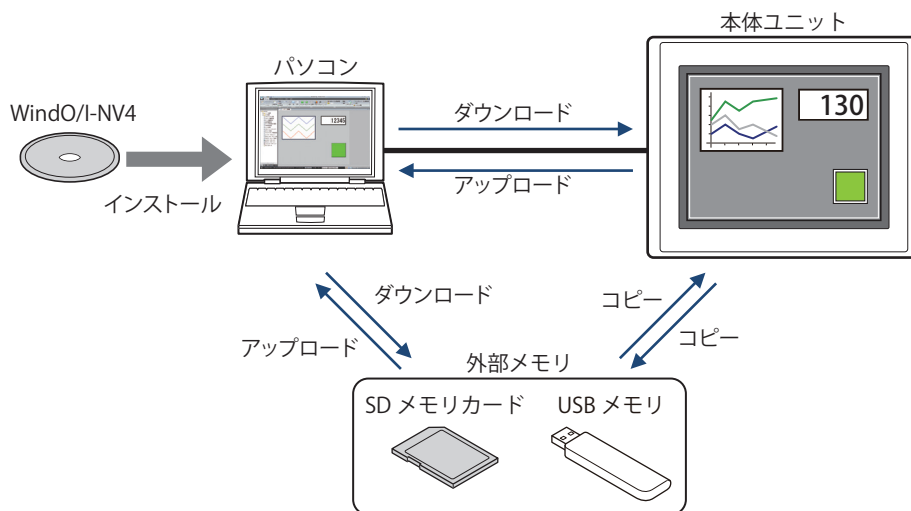 本体ユニット
パソコン
WindO/I-NV4
ダウンロード
12345
130
アップロード
インストール
ダウンロード
コピー
アップロード
コピー
外部メモリ
SD メモリカード
USB メモリ